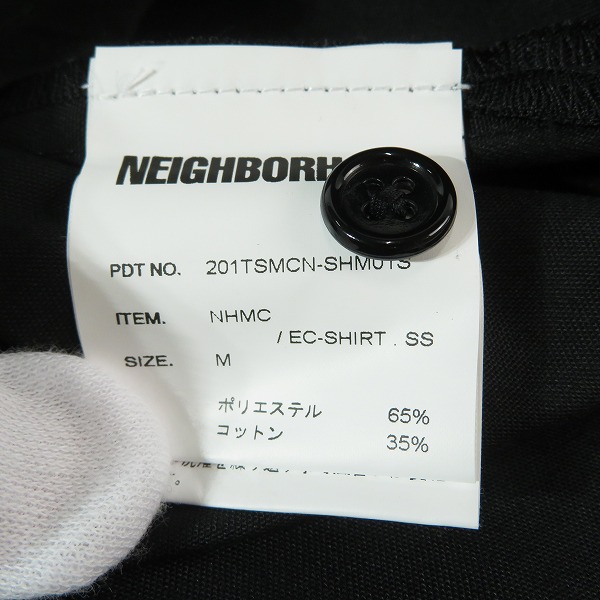 NEIGHBORH
PDT NO. 201TSMCN-SHM01S
ITEM. NHMC
/ EC-SHIRT . SS
SIZE. M
ポリエステル 65%
コットン 35%